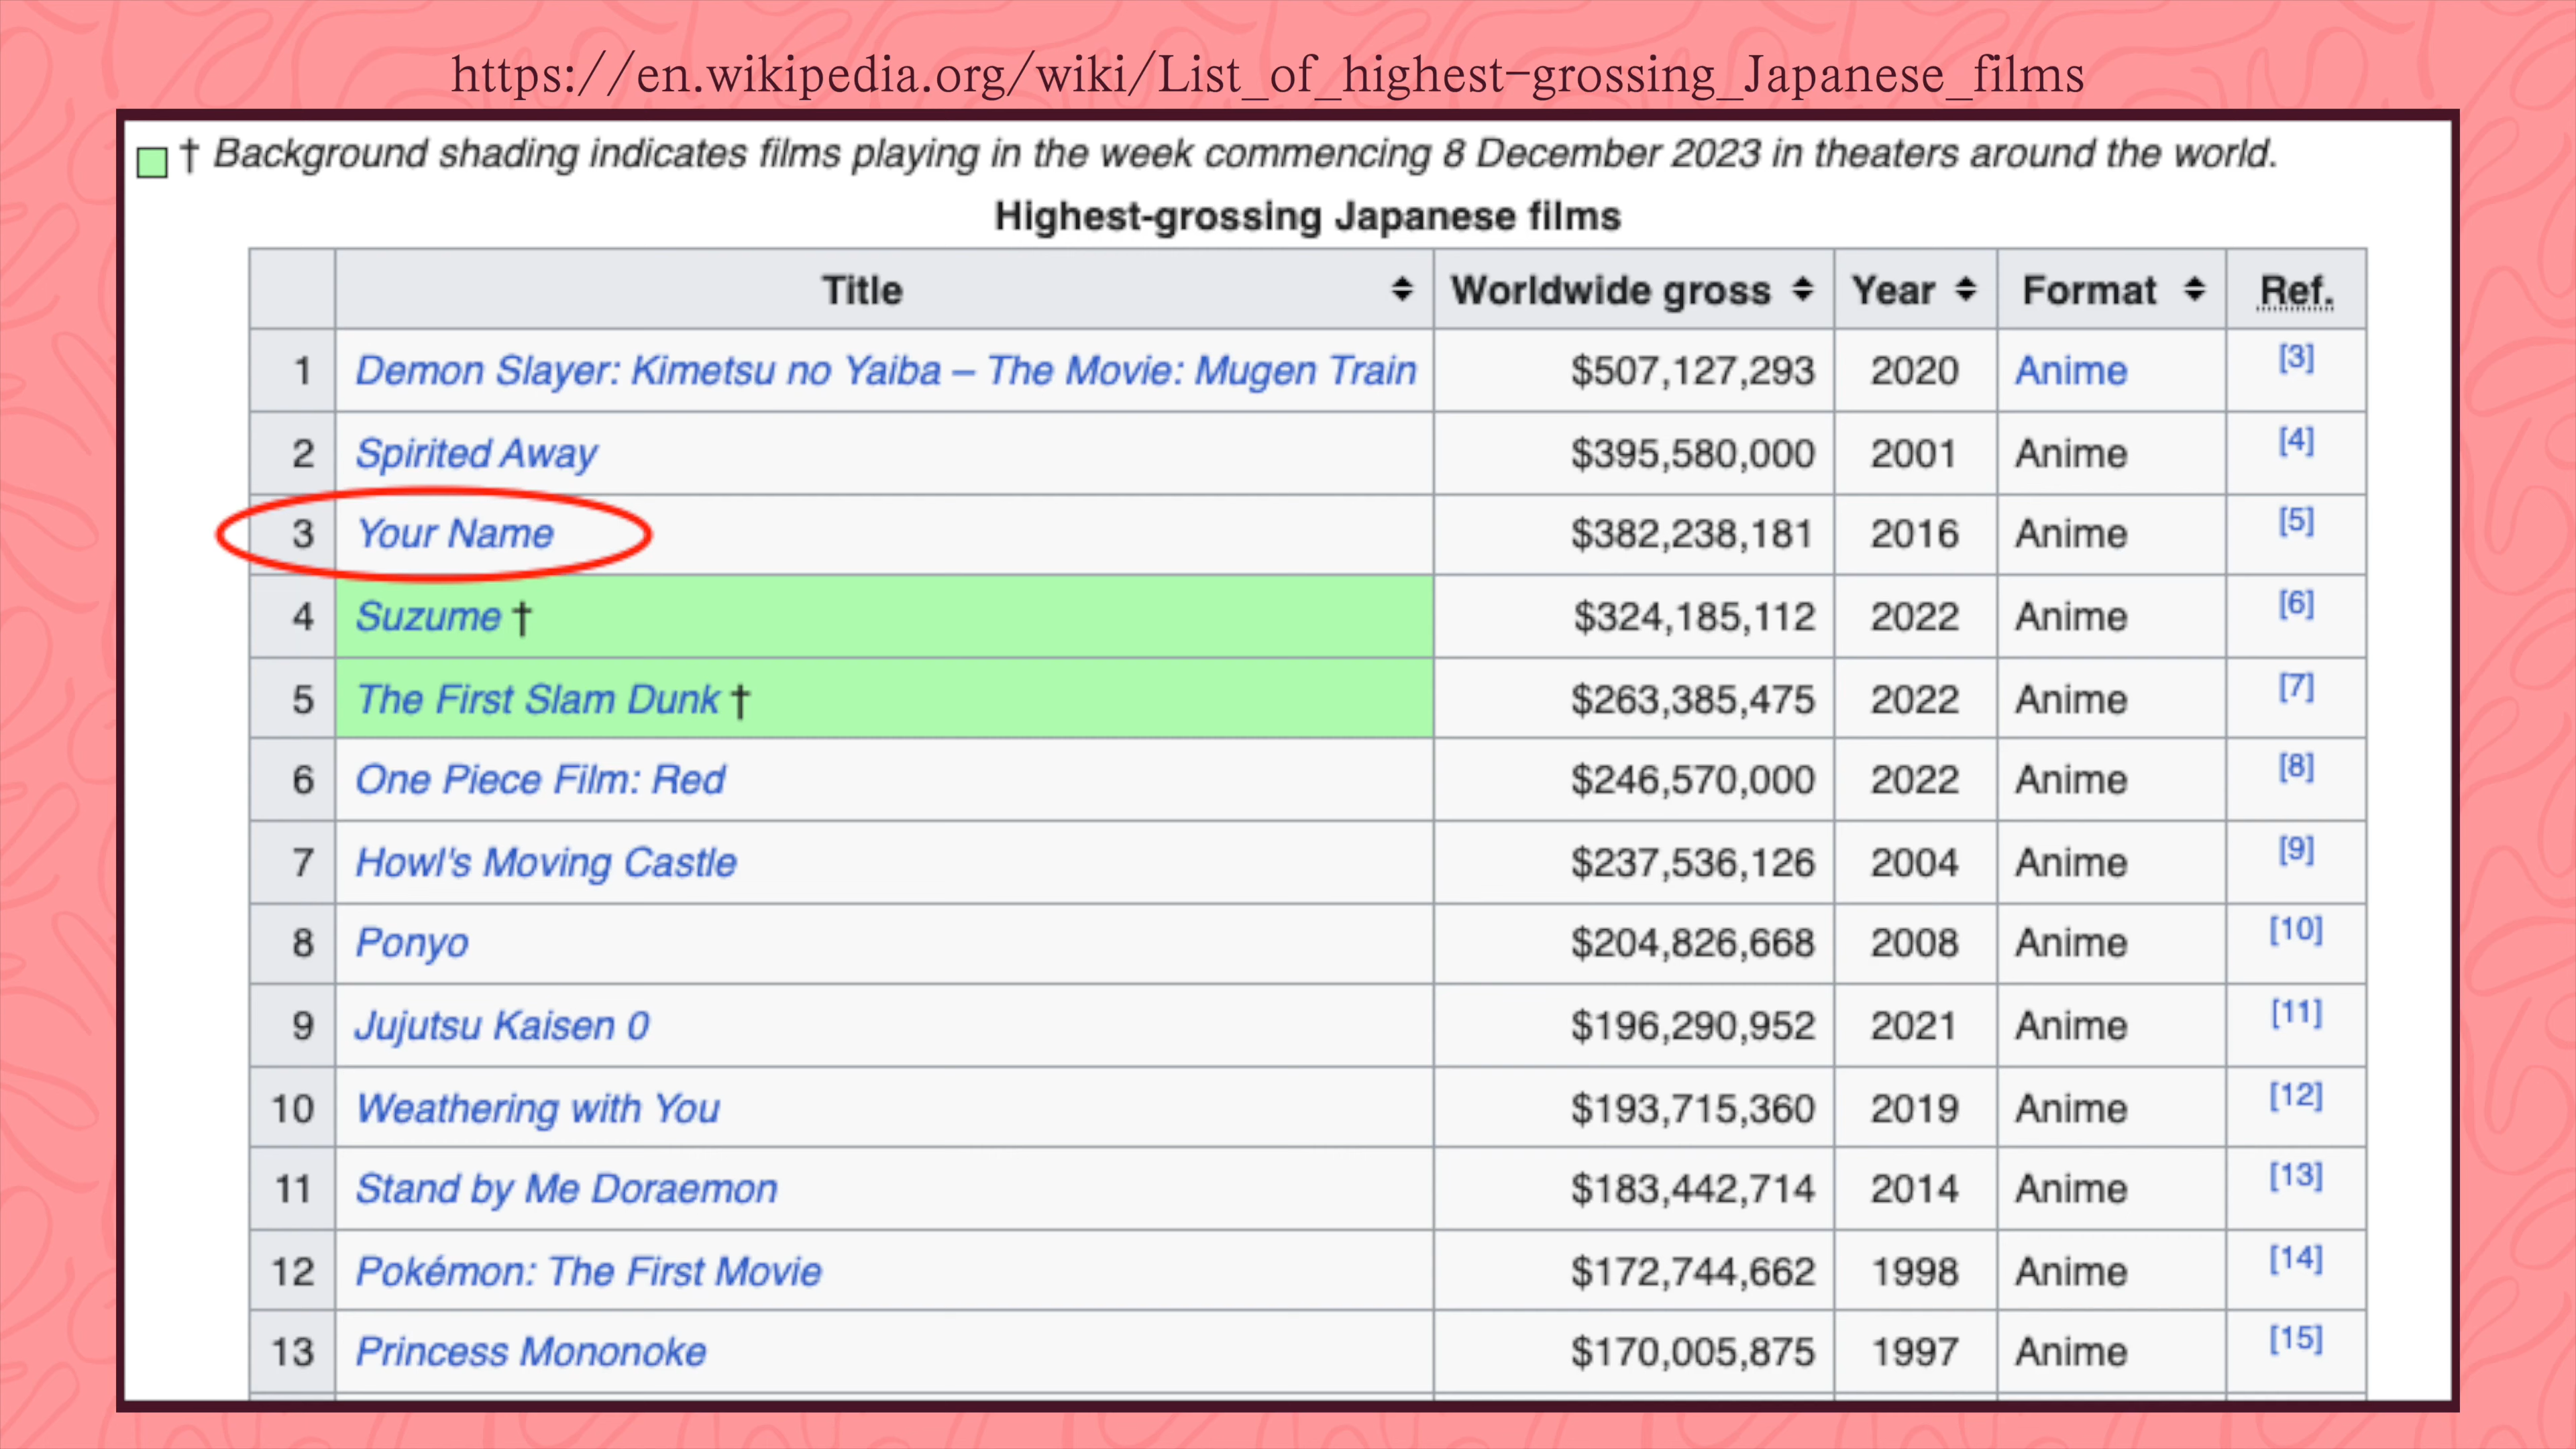 https://en.wikipedia.org/wiki/List_of_highest-grossing_Japanese_films
† Background shading indicates films playing in the week commencing 8 December 2023 in theaters around the world.
Highest-grossing Japanese films
Title Worldwide gross Year Format Ref.
1 Demon Slayer: Kimetsu no Yaiba – The Movie: Mugen Train $507,127,293 2020 Anime [3]
2 Spirited Away $395,580,000 2001 Anime [4]
3 Your Name $382,238,181 2016 Anime [5]
4 Suzume † $324,185,112 2022 Anime [6]
5 The First Slam Dunk † $263,385,475 2022 Anime [7]
6 One Piece Film: Red $246,570,000 2022 Anime [8]
7 Howl's Moving Castle $237,536,126 2004 Anime [9]
8 Ponyo $204,826,668 2008 Anime [10]
9 Jujutsu Kaisen 0 $196,290,952 2021 Anime [11]
10 Weathering with You $193,715,360 2019 Anime [12]
11 Stand by Me Doraemon $183,442,714 2014 Anime [13]
12 Pokémon: The First Movie $172,744,662 1998 Anime [14]
13 Princess Mononoke $170,005,875 1997 Anime [15]